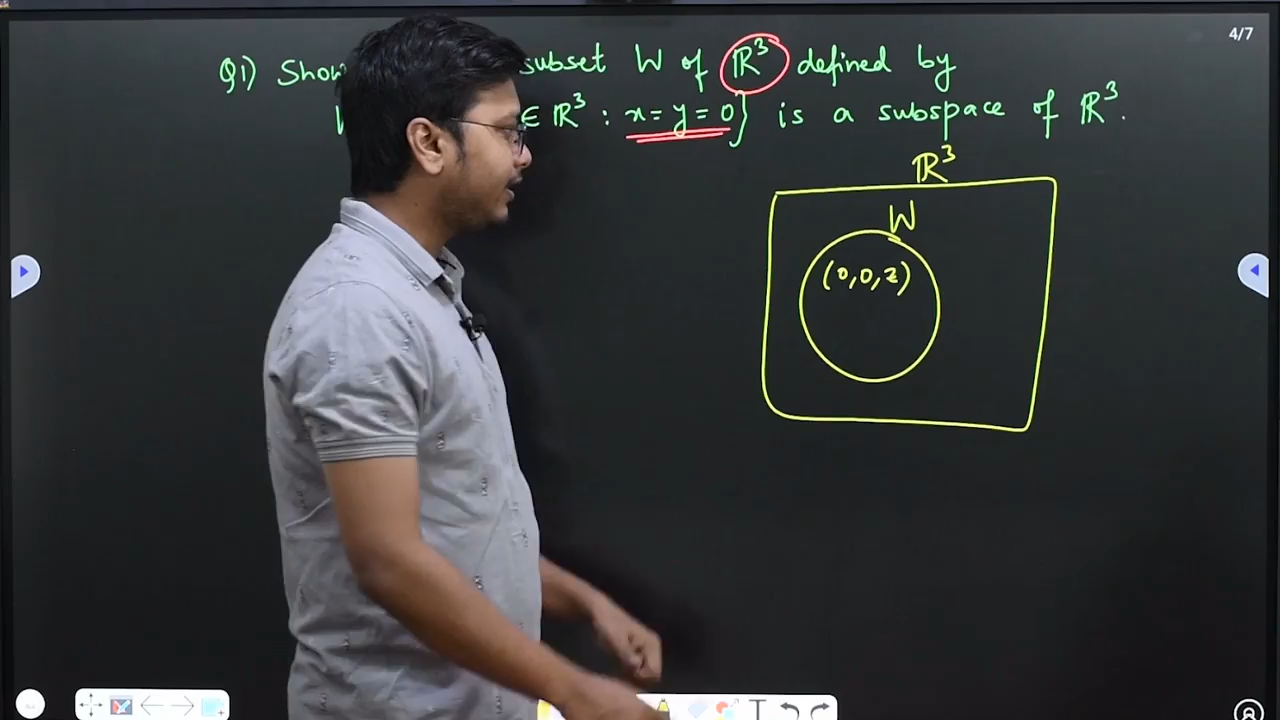 4/7
Q1) Show subset W of ℝ³ defined by
∈ ℝ³ : x = y = 0} is a subspace of ℝ³.
ℝ³
W
(0,0,z)
T